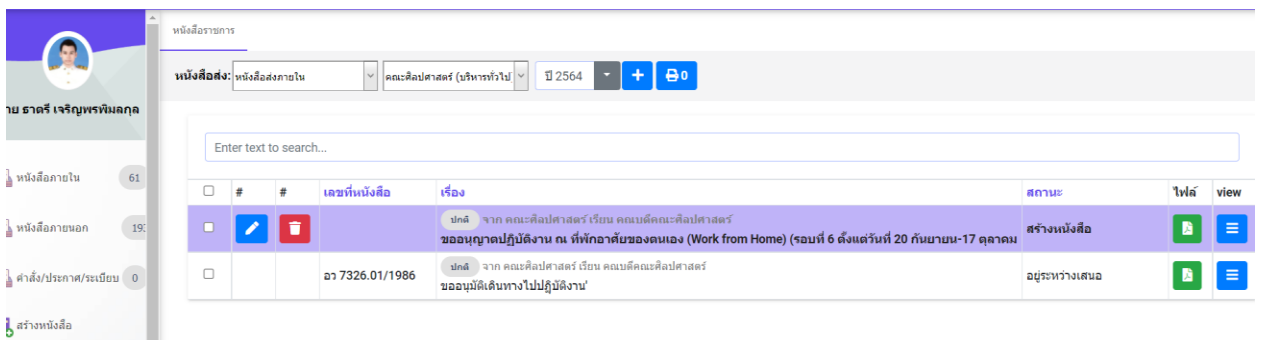 หนังสือราชการ
หนังสือส่ง: หนังสือส่งภายใน คณะศิลปศาสตร์ (บริหารทั่วไป ปี 2564 + 0
าย ธาตรี เจริญพรพิมลกุล
Enter text to search...
หนังสือภายใน 61
หนังสือภายนอก 193
คำสั่ง/ประกาศ/ระเบียบ 0
สร้างหนังสือ
# # เลขที่หนังสือ เรื่อง สถานะ ไฟล์ view
ปกติ จาก คณะศิลปศาสตร์ เรียน คณบดีคณะศิลปศาสตร์
ขออนุญาตปฏิบัติงาน ณ ที่พักอาศัยของตนเอง (Work from Home) (รอบที่ 6 ตั้งแต่วันที่ 20 กันยายน-17 ตุลาคม สร้างหนังสือ
อว 7326.01/1986 ปกติ จาก คณะศิลปศาสตร์ เรียน คณบดีคณะศิลปศาสตร์
ขออนุมัติเดินทางไปปฏิบัติงาน' อยู่ระหว่างเสนอ